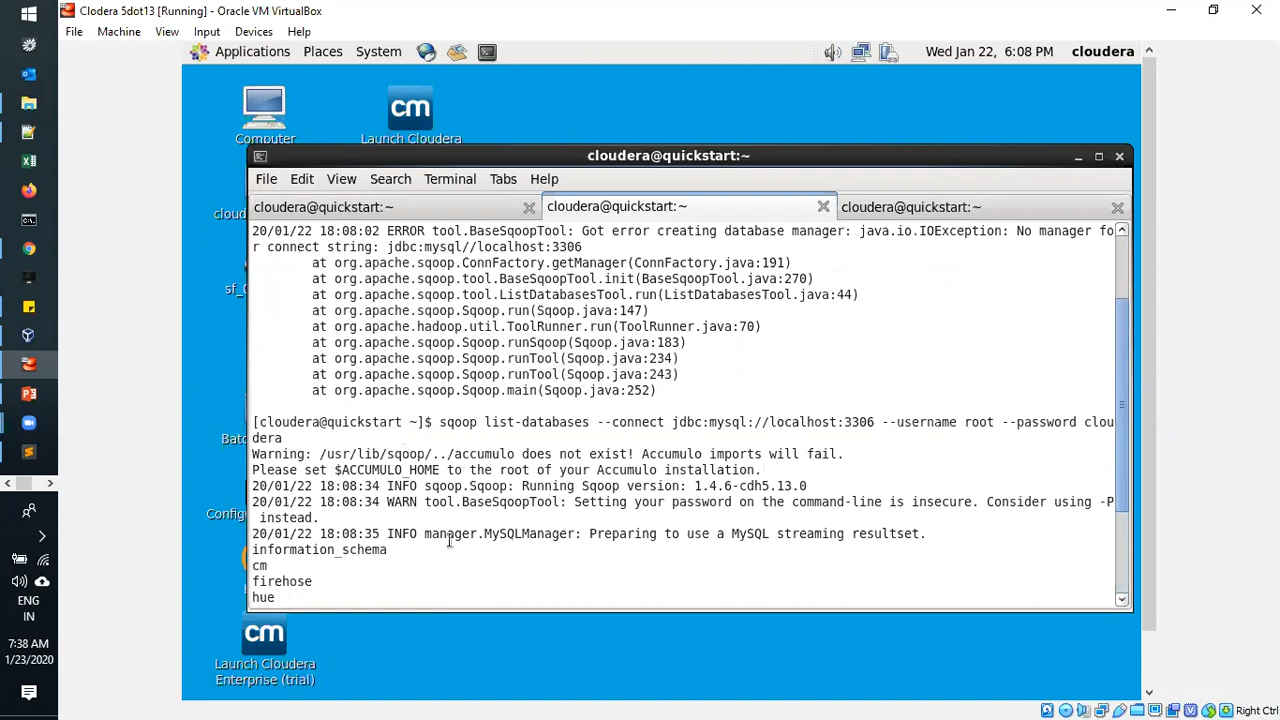 Clodera 5dot13 [Running] - Oracle VM VirtualBox
File Machine View Input Devices Help
Applications Places System Wed Jan 22, 6:08 PM cloudera
cm
Computer Launch Cloudera
cloudera@quickstart:~
File Edit View Search Terminal Tabs Help
cloudera@quickstart:~ cloudera@quickstart:~ cloudera@quickstart:~
20/01/22 18:08:02 ERROR tool.BaseSqoopTool: Got error creating database manager: java.io.IOException: No manager fo
r connect string: jdbc:mysql//localhost:3306
at org.apache.sqoop.ConnFactory.getManager(ConnFactory.java:191)
at org.apache.sqoop.tool.BaseSqoopTool.init(BaseSqoopTool.java:270)
at org.apache.sqoop.tool.ListDatabasesTool.run(ListDatabasesTool.java:44)
at org.apache.sqoop.Sqoop.run(Sqoop.java:147)
at org.apache.hadoop.util.ToolRunner.run(ToolRunner.java:70)
at org.apache.sqoop.Sqoop.runSqoop(Sqoop.java:183)
at org.apache.sqoop.Sqoop.runTool(Sqoop.java:234)
at org.apache.sqoop.Sqoop.runTool(Sqoop.java:243)
at org.apache.sqoop.Sqoop.main(Sqoop.java:252)
[cloudera@quickstart ~]$ sqoop list-databases --connect jdbc:mysql://localhost:3306 --username root --password clou
dera
Warning: /usr/lib/sqoop/../accumulo does not exist! Accumulo imports will fail.
Please set $ACCUMULO_HOME to the root of your Accumulo installation.
20/01/22 18:08:34 INFO sqoop.Sqoop: Running Sqoop version: 1.4.6-cdh5.13.0
20/01/22 18:08:34 WARN tool.BaseSqoopTool: Setting your password on the command-line is insecure. Consider using -P
instead.
20/01/22 18:08:35 INFO manager.MySQLManager: Preparing to use a MySQL streaming resultset.
information_schema
cm
firehose
hue
cm
Launch Cloudera
Enterprise (trial)
ENG
IN
7:38 AM
1/23/2020
Right Ctrl